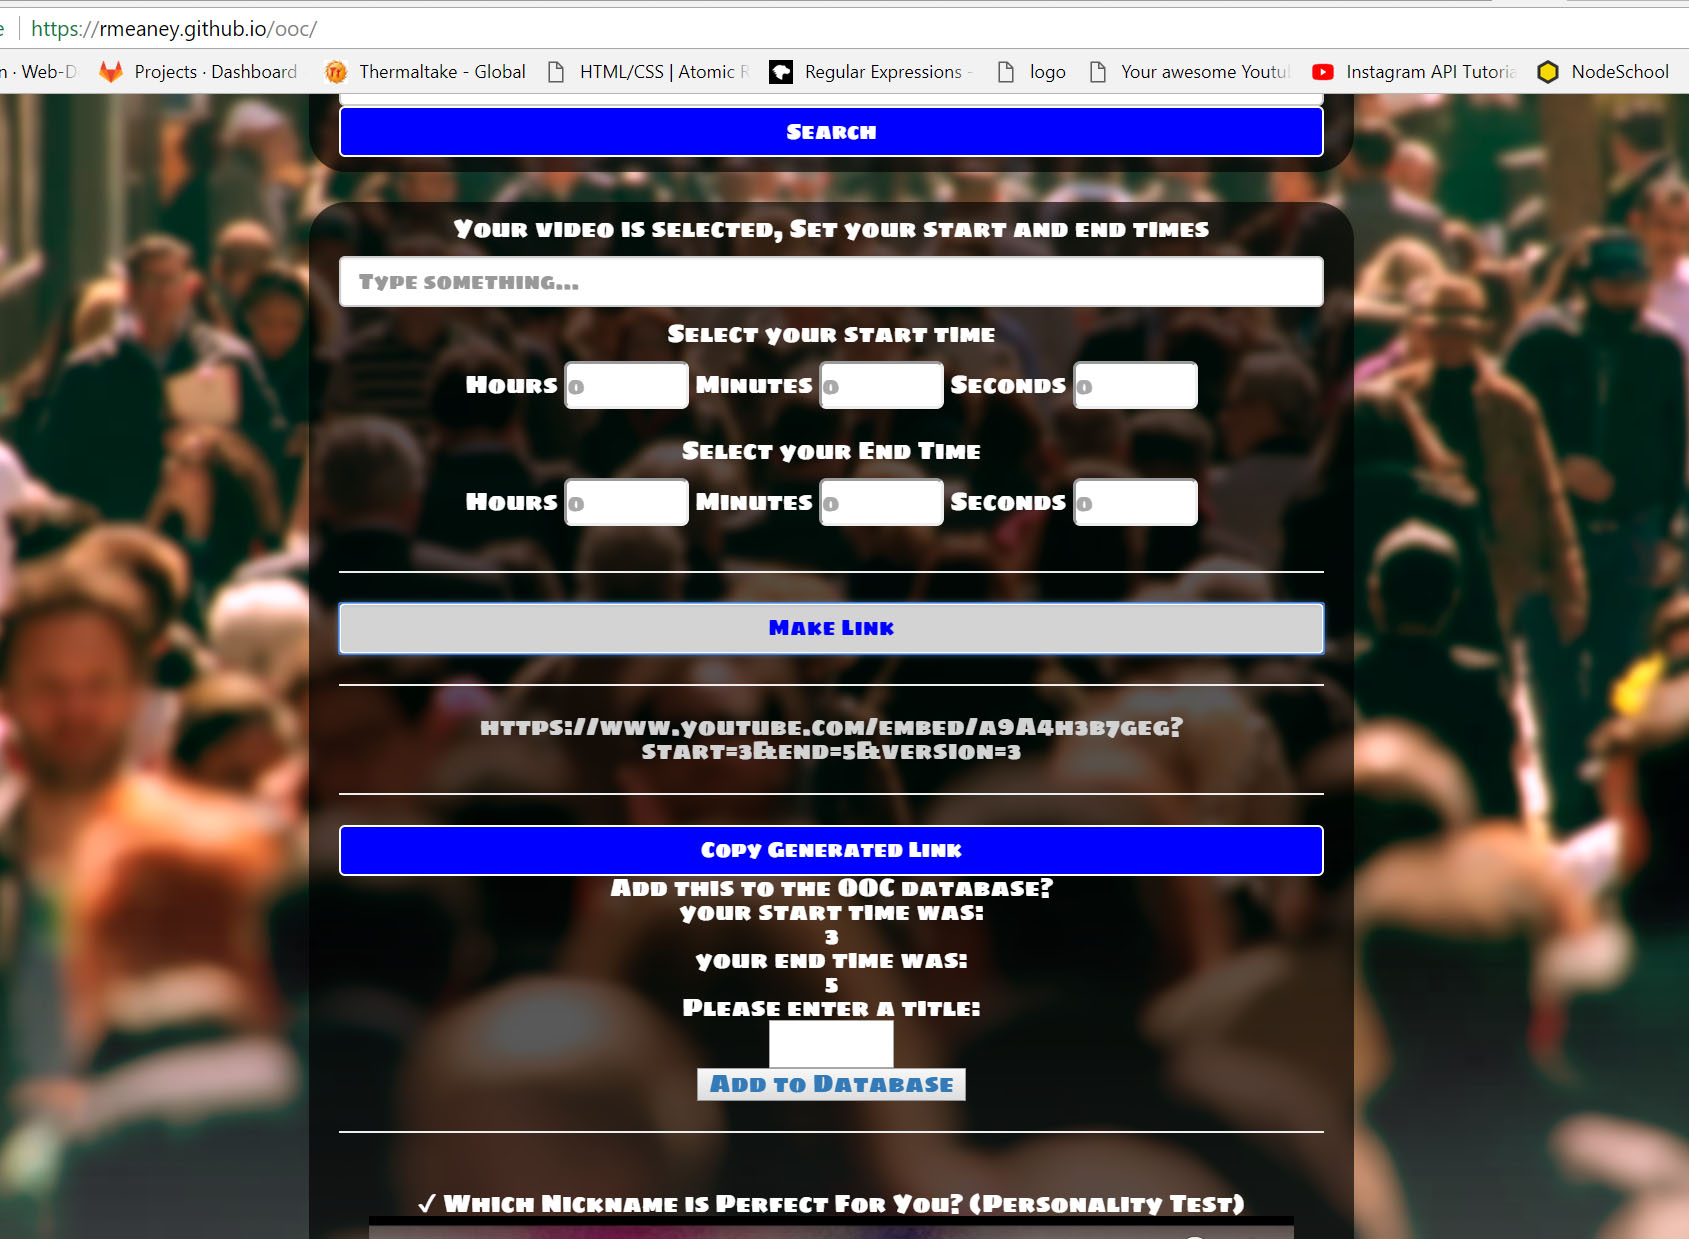 https://rmeaney.github.io/ooc/
Projects · Dashboard
Thermaltake - Global
HTML/CSS | Atomic R
Regular Expressions -
logo
Your awesome Youtu
Instagram API Tutoria
NodeSchool
Search
Your video is selected, Set your start and end times
Type something...
Select your start time
Hours 0 Minutes 0 Seconds 0
Select your End Time
Hours 0 Minutes 0 Seconds 0
Make Link
https://www.youtube.com/embed/a9A4h3b7geg?
start=3&end=5&version=3
Copy Generated Link
Add this to the OOC database?
your start time was:
3
your end time was:
5
Please enter a title:
Add to Database
✓ Which Nickname is Perfect For You? (Personality Test)